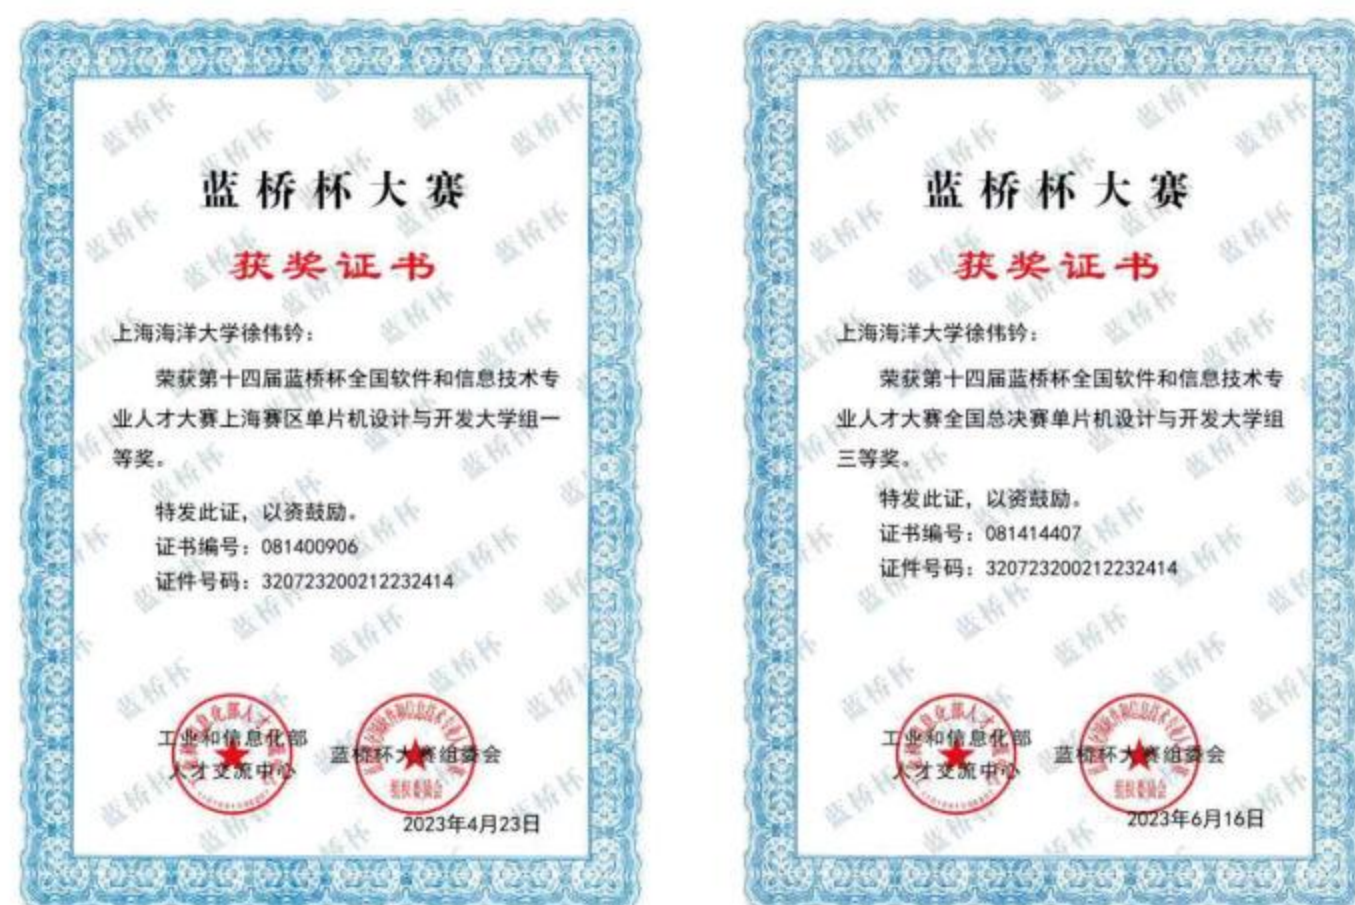 蓝桥杯大赛
获奖证书
上海海洋大学徐伟钤：
荣获第十四届蓝桥杯全国软件和信息技术专
业人才大赛上海赛区单片机设计与开发大学组一
等奖。
特发此证，以资鼓励。
证书编号：081400906
证件号码：320723200212232414
工业和信息化部
人才交流中心
蓝桥杯大赛组委会
2023年4月23日
蓝桥杯大赛
获奖证书
上海海洋大学徐伟钤：
荣获第十四届蓝桥杯全国软件和信息技术专
业人才大赛全国总决赛单片机设计与开发大学组
三等奖。
特发此证，以资鼓励。
证书编号：081414407
证件号码：320723200212232414
工业和信息化部
人才交流中心
蓝桥杯大赛组委会
2023年6月16日